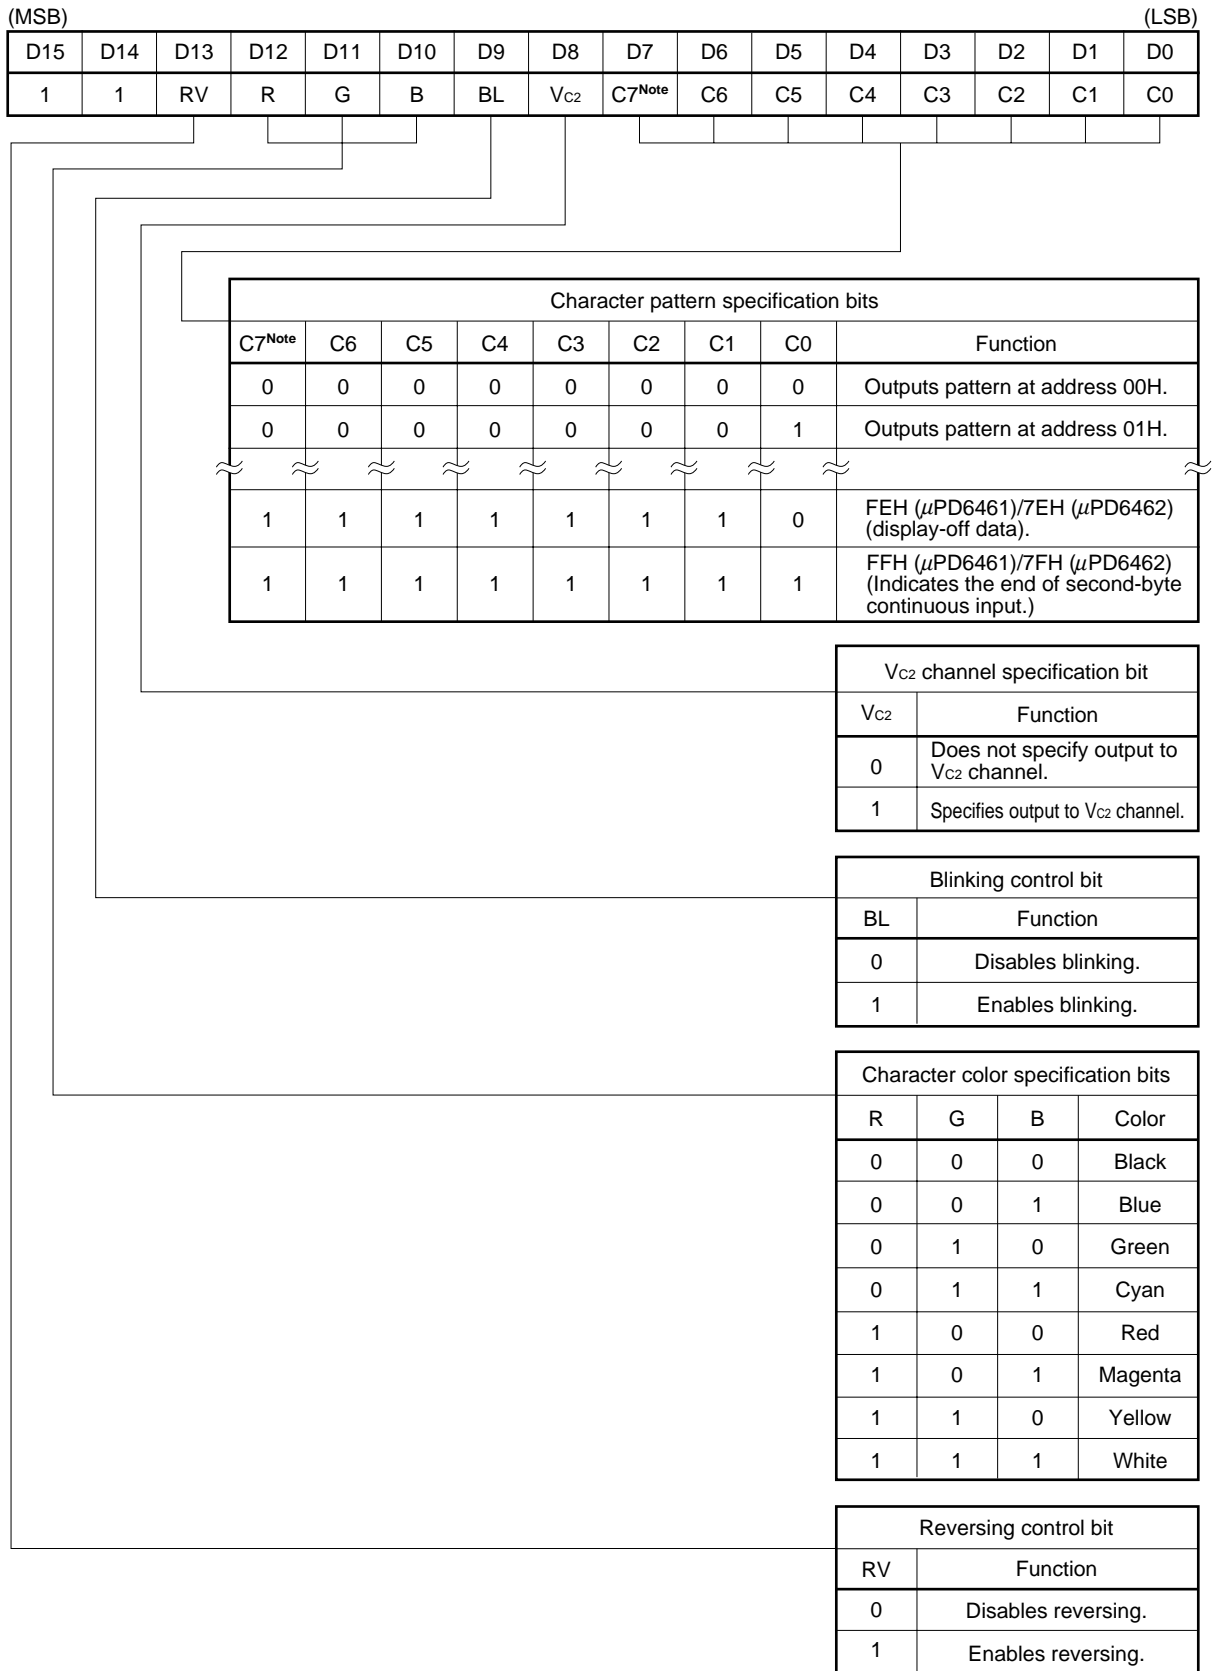 (MSB) (LSB)
D15 D14 D13 D12 D11 D10 D9 D8 D7 D6 D5 D4 D3 D2 D1 D0
1 1 RV R G B BL VC2 C7Note C6 C5 C4 C3 C2 C1 C0
Character pattern specification bits
C7Note C6 C5 C4 C3 C2 C1 C0 Function
0 0 0 0 0 0 0 0 Outputs pattern at address 00H.
0 0 0 0 0 0 0 1 Outputs pattern at address 01H.
1 1 1 1 1 1 1 0 FEH (μPD6461)/7EH (μPD6462)
(display-off data).
1 1 1 1 1 1 1 1 FFH (μPD6461)/7FH (μPD6462)
(Indicates the end of second-byte
continuous input.)
VC2 channel specification bit
VC2 Function
0 Does not specify output to
VC2 channel.
1 Specifies output to VC2 channel.
Blinking control bit
BL Function
0 Disables blinking.
1 Enables blinking.
Character color specification bits
R G B Color
0 0 0 Black
0 0 1 Blue
0 1 0 Green
0 1 1 Cyan
1 0 0 Red
1 0 1 Magenta
1 1 0 Yellow
1 1 1 White
Reversing control bit
RV Function
0 Disables reversing.
1 Enables reversing.